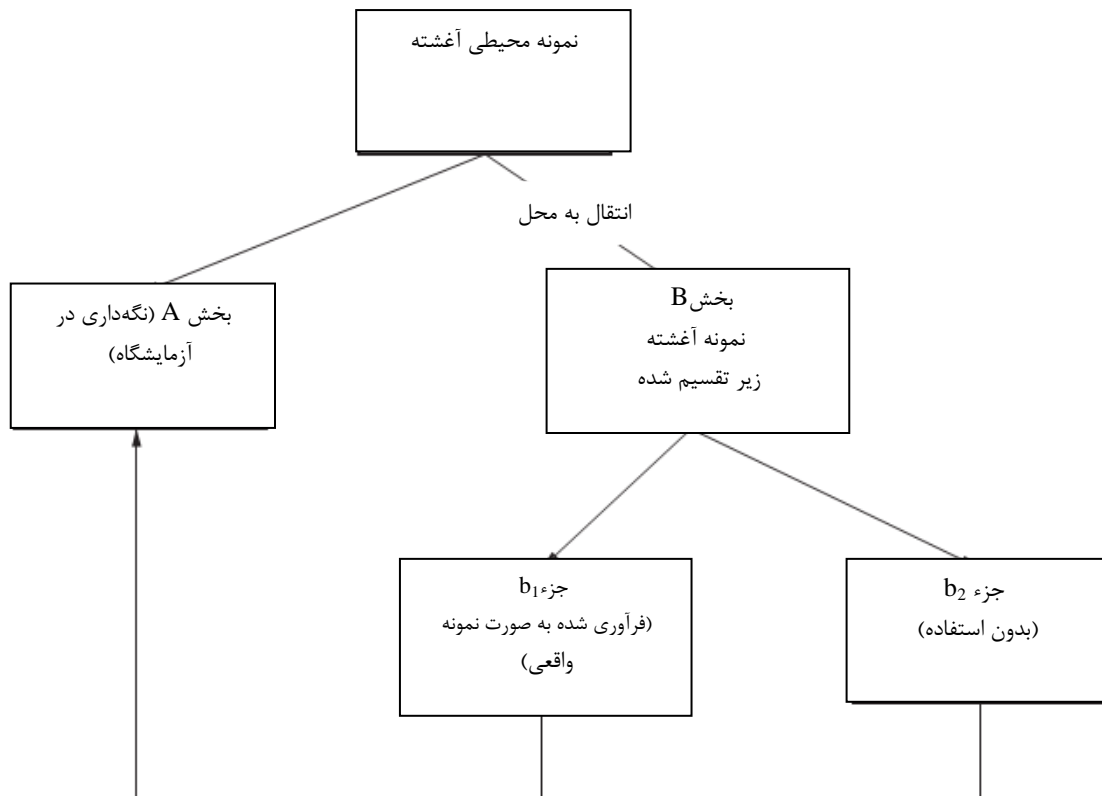 نمونه محیطی آغشته
انتقال به محل
بخش A (نگه‌داری در
آزمایشگاه)
بخشB
نمونه آغشته
زیر تقسیم شده
جزءb₁
(فرآوری شده به صورت نمونه
واقعی)
جزء b₂
(بدون استفاده)